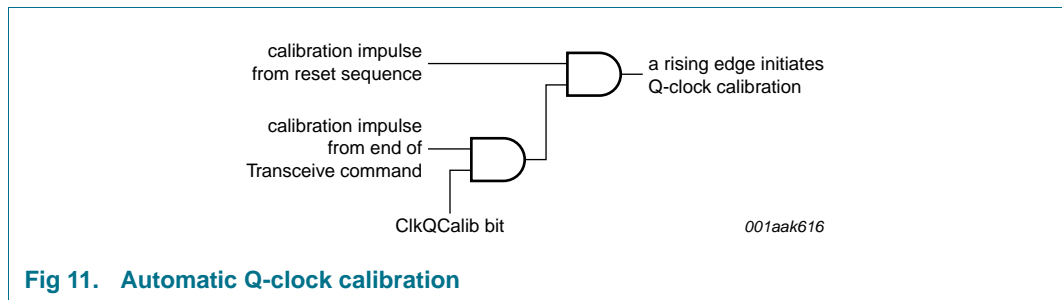 calibration impulse
from reset sequence
a rising edge initiates
Q-clock calibration
calibration impulse
from end of
Transceive command
ClkQCalib bit
001aak616
Fig 11. Automatic Q-clock calibration